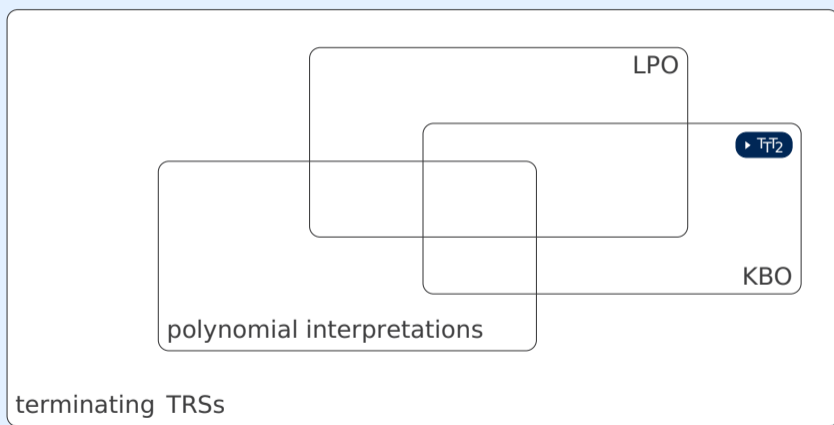 LPO
TTT2
KBO
polynomial interpretations
terminating TRSs